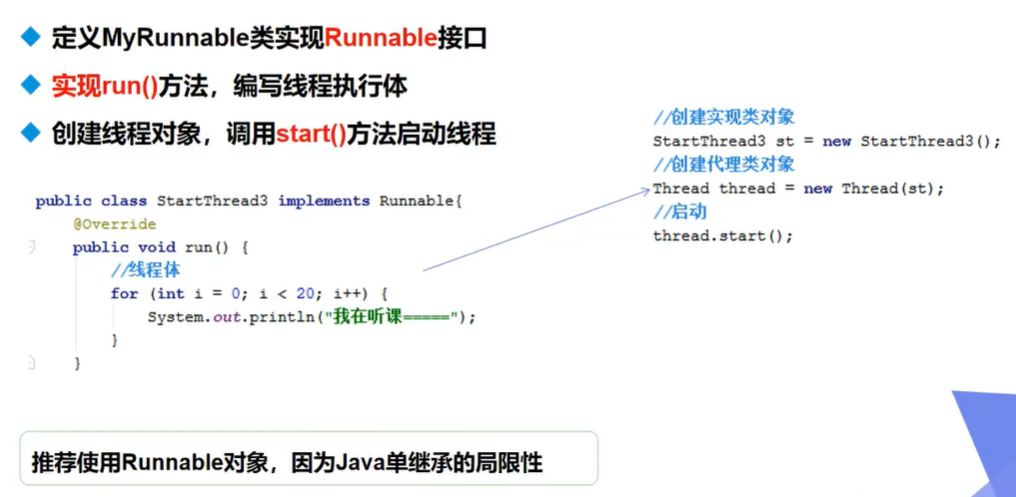 定义MyRunnable类实现Runnable接口
实现run()方法，编写线程执行体
创建线程对象，调用start()方法启动线程
public class StartThread3 implements Runnable{
@Override
public void run() {
//线程体
for (int i = 0; i < 20; i++) {
System.out.println("我在听课=====");
}
}
//创建实现类对象
StartThread3 st = new StartThread3();
//创建代理类对象
Thread thread = new Thread(st);
//启动
thread.start();
推荐使用Runnable对象，因为Java单继承的局限性